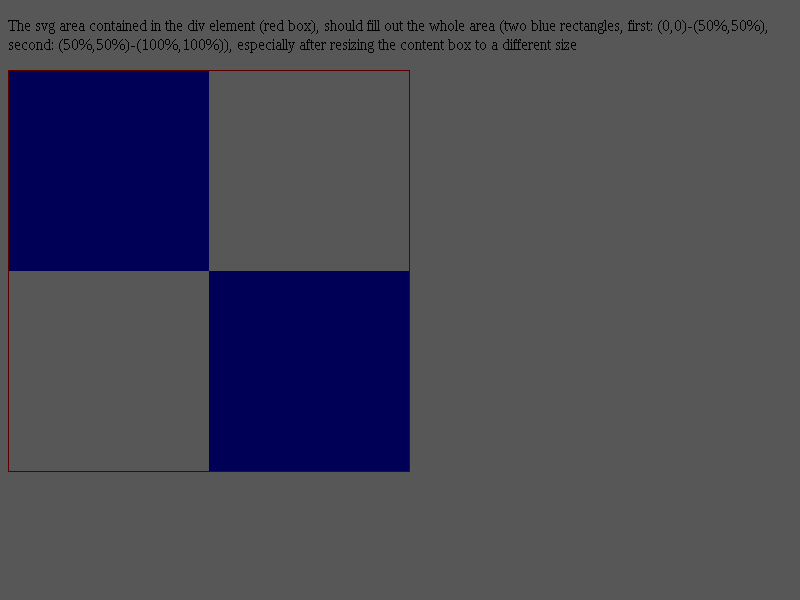 The svg area contained in the div element (red box), should fill out the whole area (two blue rectangles, first: (0,0)-(50%,50%),
second: (50%,50%)-(100%,100%)), especially after resizing the content box to a different size